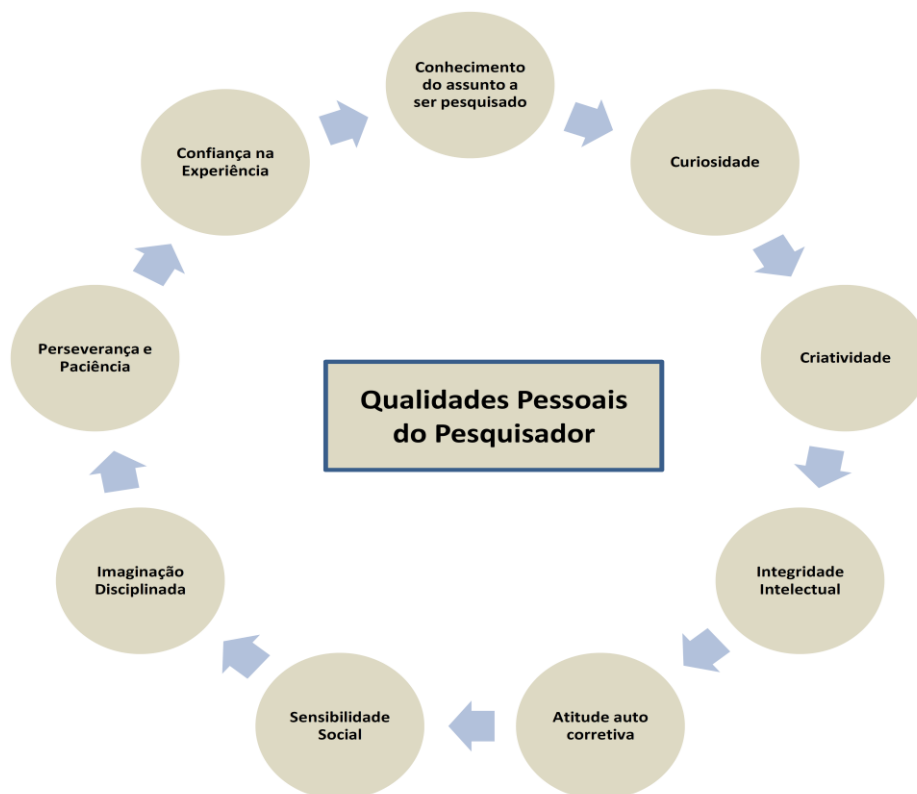 Conhecimento
do assunto a
ser pesquisado
Curiosidade
Criatividade
Integridade
Intelectual
Atitude auto
corretiva
Sensibilidade
Social
Imaginação
Disciplinada
Perseverança e
Paciência
Confiança na
Experiência
Qualidades Pessoais
do Pesquisador